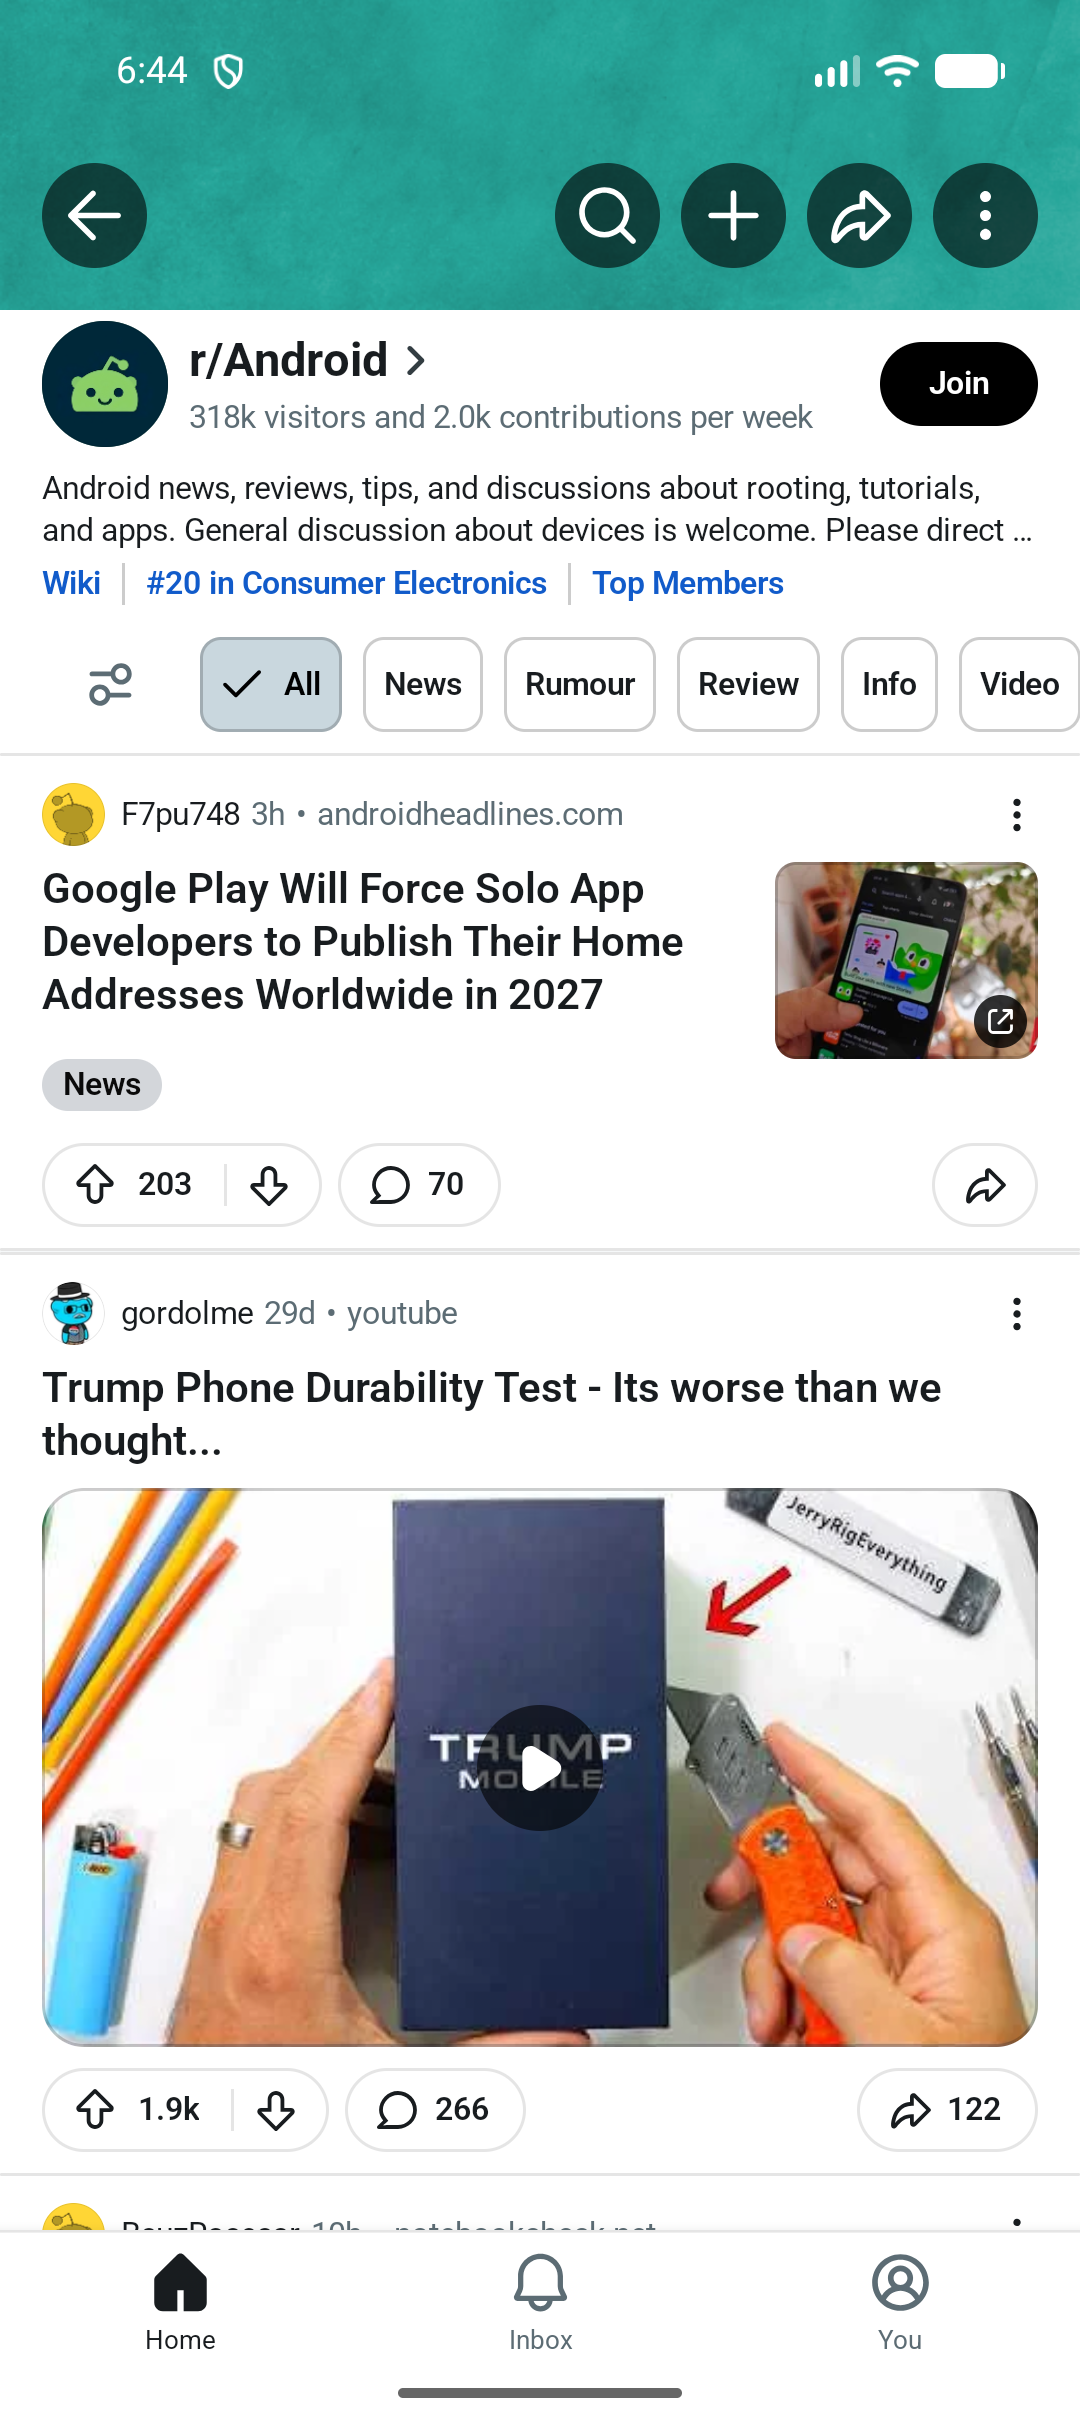 6:44
r/Android
318k visitors and 2.0k contributions per week
Join
Android news, reviews, tips, and discussions about rooting, tutorials,
and apps. General discussion about devices is welcome. Please direct ...
Wiki
#20 in Consumer Electronics
Top Members
All
News
Rumour
Review
Info
Video
F7pu748 3h • androidheadlines.com
Google Play Will Force Solo App
Developers to Publish Their Home
Addresses Worldwide in 2027
News
203
70
gordolme 29d • youtube
Trump Phone Durability Test - Its worse than we
thought...
JerryRigEverything
TRUMP
MOBILE
BIC
1.9k
266
122
Home
Inbox
You